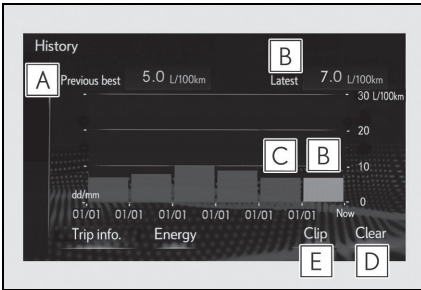 History
B
A
Previous best 5.0 L/100km
Latest 7.0 L/100km
30 L/100km
20
C
B
10
dd/mm
0
01/01 01/01 01/01 01/01 01/01 01/01 Now
Trip info. Energy Clip Clear
E
D